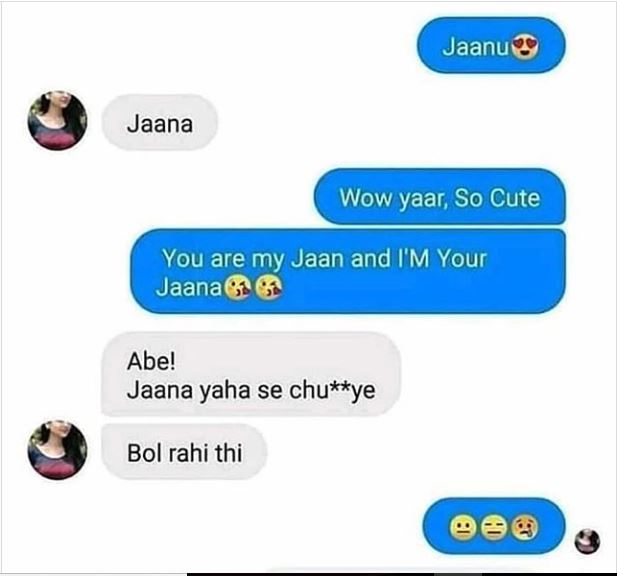 Jaanu😍
Jaana
Wow yaar, So Cute
You are my Jaan and I'M Your
Jaana😘😘
Abe!
Jaana yaha se chu**ye
Bol rahi thi
😐😑😢